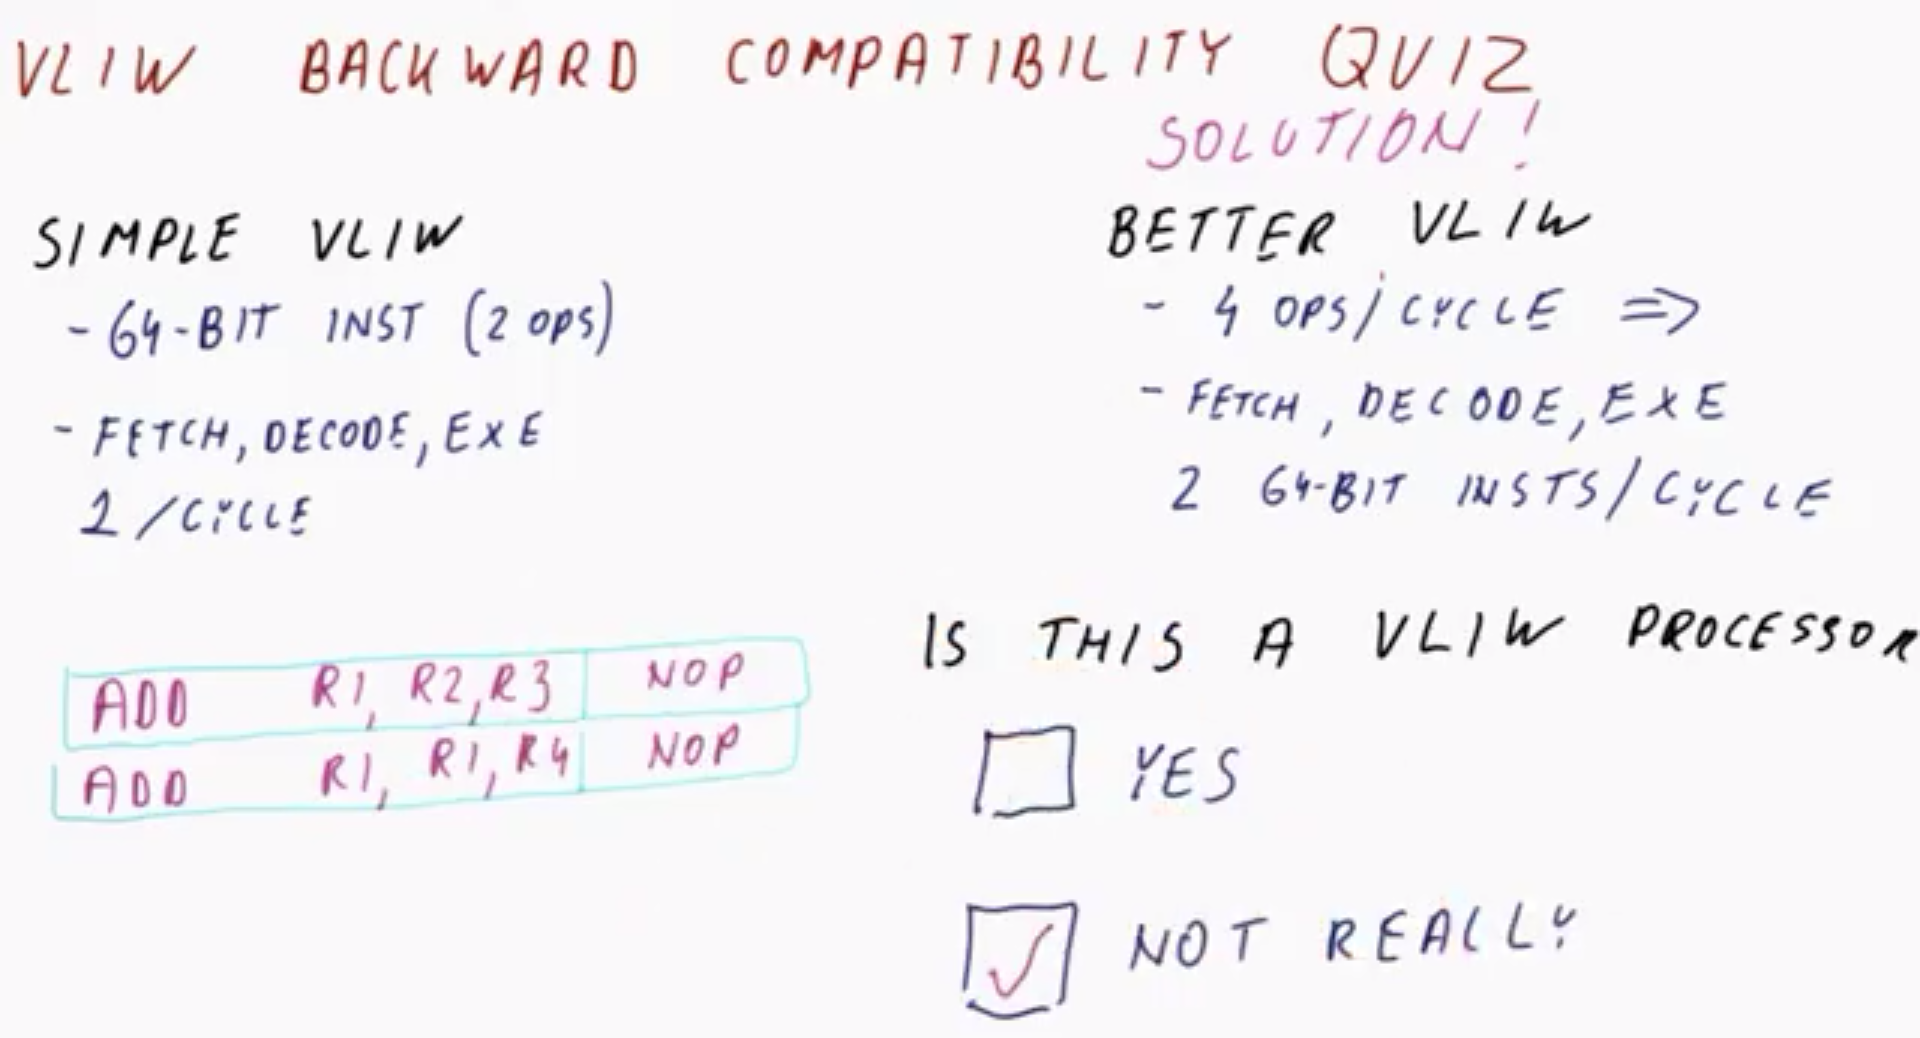 VLIW BACKWARD COMPATIBILITY QUIZ
SOLUTION!
SIMPLE VLIW
- 64-BIT INST (2 OPS)
- FETCH, DECODE, EXE
1/CYCLE
BETTER VLIW
- 4 OPS/CYCLE =>
- FETCH, DECODE, EXE
2 64-BIT INSTS/CYCLE
ADD R1, R2, R3 NOP
ADD R1, R1, R4 NOP
IS THIS A VLIW PROCESSOR
YES
NOT REALLY